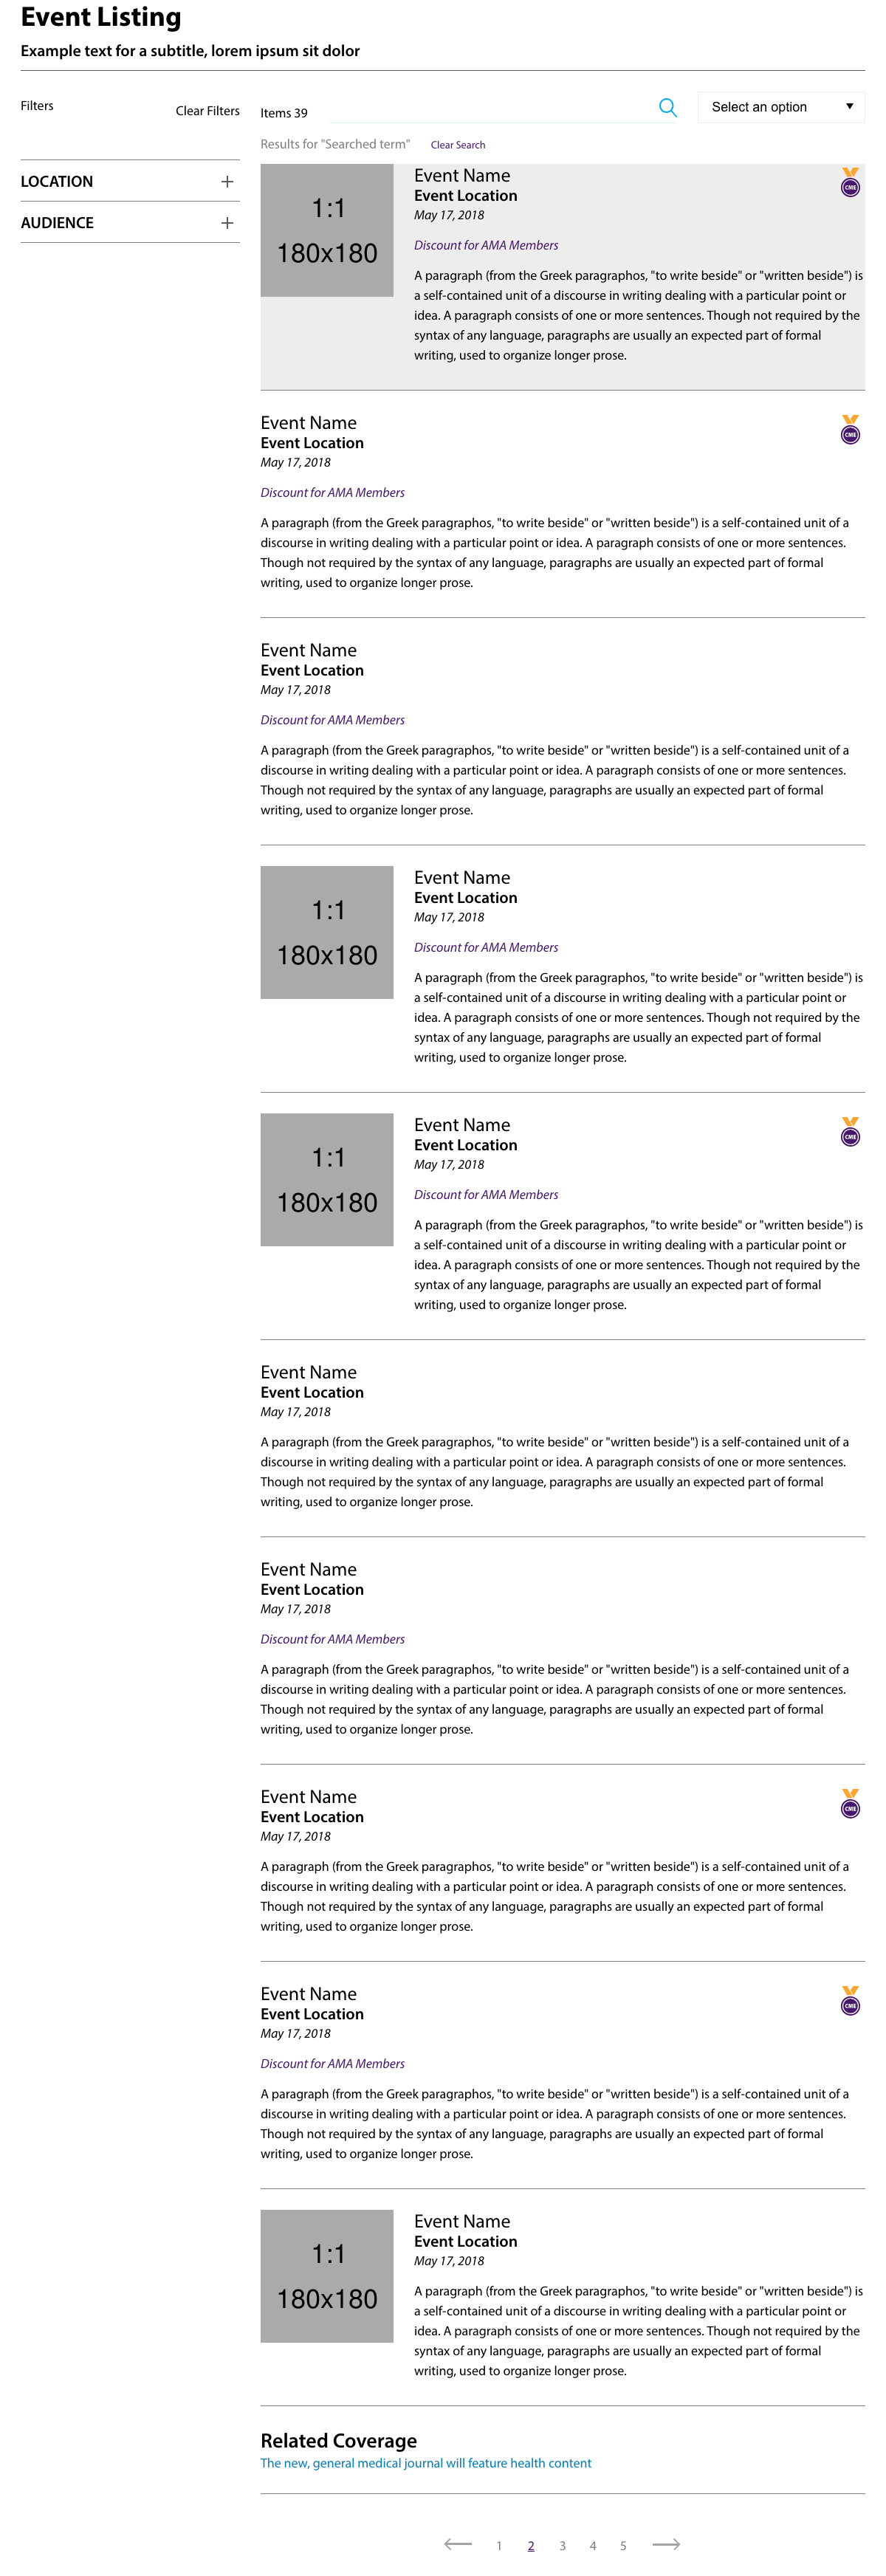 Event Listing
Example text for a subtitle, lorem ipsum sit dolor
Filters
Clear Filters
LOCATION
AUDIENCE
Items 39
Select an option
Results for "Searched term"
Clear Search
1:1
180x180
Event Name
CME
Event Location
May 17, 2018
Discount for AMA Members
A paragraph (from the Greek paragraphos, "to write beside" or "written beside") is
a self-contained unit of a discourse in writing dealing with a particular point or
idea. A paragraph consists of one or more sentences. Though not required by the
syntax of any language, paragraphs are usually an expected part of formal
writing, used to organize longer prose.
Event Name
CME
Event Location
May 17, 2018
Discount for AMA Members
A paragraph (from the Greek paragraphos, "to write beside" or "written beside") is a self-contained unit of a
discourse in writing dealing with a particular point or idea. A paragraph consists of one or more sentences.
Though not required by the syntax of any language, paragraphs are usually an expected part of formal
writing, used to organize longer prose.
Event Name
Event Location
May 17, 2018
Discount for AMA Members
A paragraph (from the Greek paragraphos, "to write beside" or "written beside") is a self-contained unit of a
discourse in writing dealing with a particular point or idea. A paragraph consists of one or more sentences.
Though not required by the syntax of any language, paragraphs are usually an expected part of formal
writing, used to organize longer prose.
1:1
180x180
Event Name
Event Location
May 17, 2018
Discount for AMA Members
A paragraph (from the Greek paragraphos, "to write beside" or "written beside") is
a self-contained unit of a discourse in writing dealing with a particular point or
idea. A paragraph consists of one or more sentences. Though not required by the
syntax of any language, paragraphs are usually an expected part of formal
writing, used to organize longer prose.
1:1
180x180
Event Name
CME
Event Location
May 17, 2018
Discount for AMA Members
A paragraph (from the Greek paragraphos, "to write beside" or "written beside") is
a self-contained unit of a discourse in writing dealing with a particular point or
idea. A paragraph consists of one or more sentences. Though not required by the
syntax of any language, paragraphs are usually an expected part of formal
writing, used to organize longer prose.
Event Name
Event Location
May 17, 2018
A paragraph (from the Greek paragraphos, "to write beside" or "written beside") is a self-contained unit of a
discourse in writing dealing with a particular point or idea. A paragraph consists of one or more sentences.
Though not required by the syntax of any language, paragraphs are usually an expected part of formal
writing, used to organize longer prose.
Event Name
Event Location
May 17, 2018
Discount for AMA Members
A paragraph (from the Greek paragraphos, "to write beside" or "written beside") is a self-contained unit of a
discourse in writing dealing with a particular point or idea. A paragraph consists of one or more sentences.
Though not required by the syntax of any language, paragraphs are usually an expected part of formal
writing, used to organize longer prose.
Event Name
CME
Event Location
May 17, 2018
A paragraph (from the Greek paragraphos, "to write beside" or "written beside") is a self-contained unit of a
discourse in writing dealing with a particular point or idea. A paragraph consists of one or more sentences.
Though not required by the syntax of any language, paragraphs are usually an expected part of formal
writing, used to organize longer prose.
Event Name
CME
Event Location
May 17, 2018
Discount for AMA Members
A paragraph (from the Greek paragraphos, "to write beside" or "written beside") is a self-contained unit of a
discourse in writing dealing with a particular point or idea. A paragraph consists of one or more sentences.
Though not required by the syntax of any language, paragraphs are usually an expected part of formal
writing, used to organize longer prose.
1:1
180x180
Event Name
Event Location
May 17, 2018
A paragraph (from the Greek paragraphos, "to write beside" or "written beside") is
a self-contained unit of a discourse in writing dealing with a particular point or
idea. A paragraph consists of one or more sentences. Though not required by the
syntax of any language, paragraphs are usually an expected part of formal
writing, used to organize longer prose.
Related Coverage
The new, general medical journal will feature health content
1 2 3 4 5